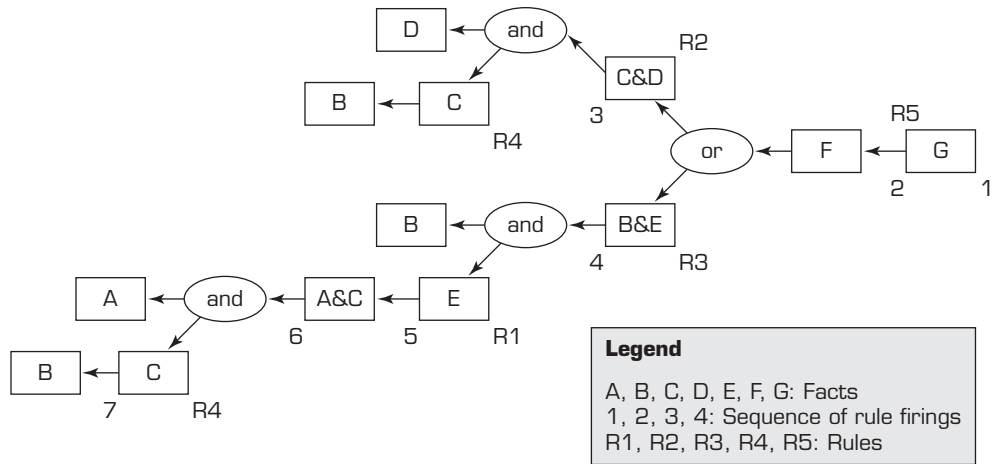 D and R2
C&D
B C 3
R4 R5
or F G
2 1
B and B&E
4 R3
A and A&C E
6 5 R1
B C
7 R4
Legend
A, B, C, D, E, F, G: Facts
1, 2, 3, 4: Sequence of rule firings
R1, R2, R3, R4, R5: Rules